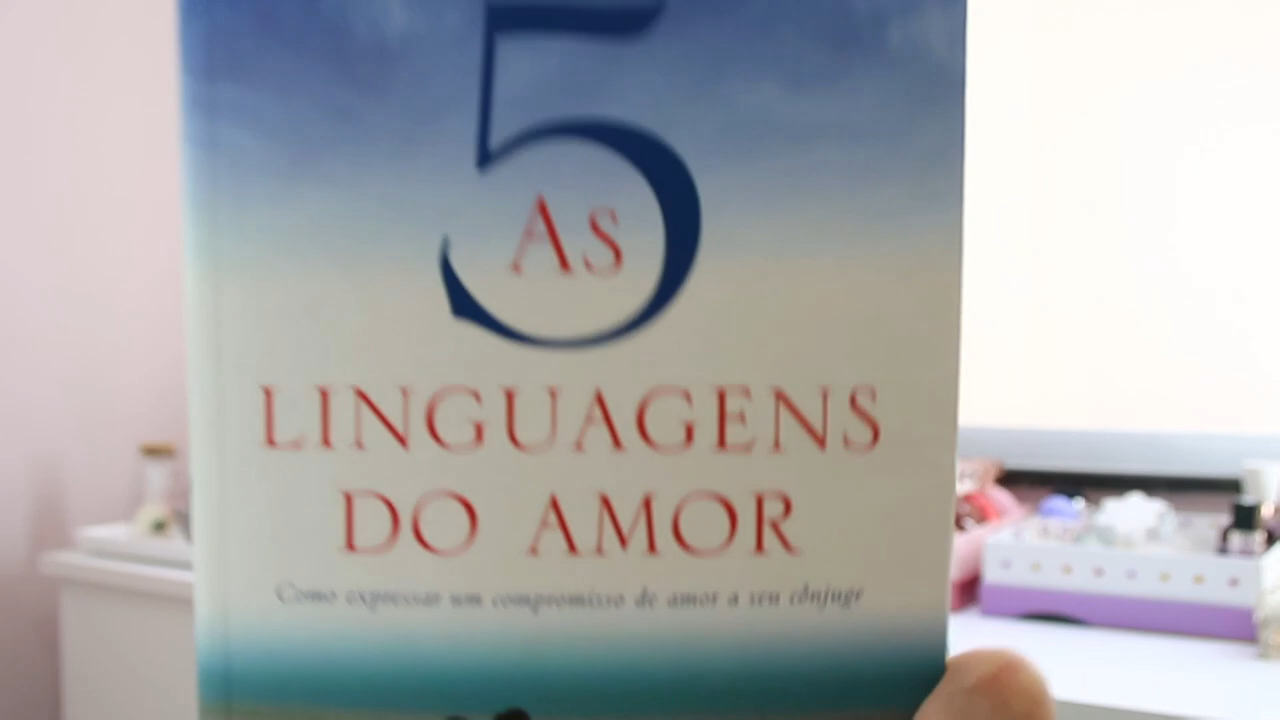 5
As
LINGUAGENS
DO AMOR
Como expressar um compromisso de amor a seu cônjuge